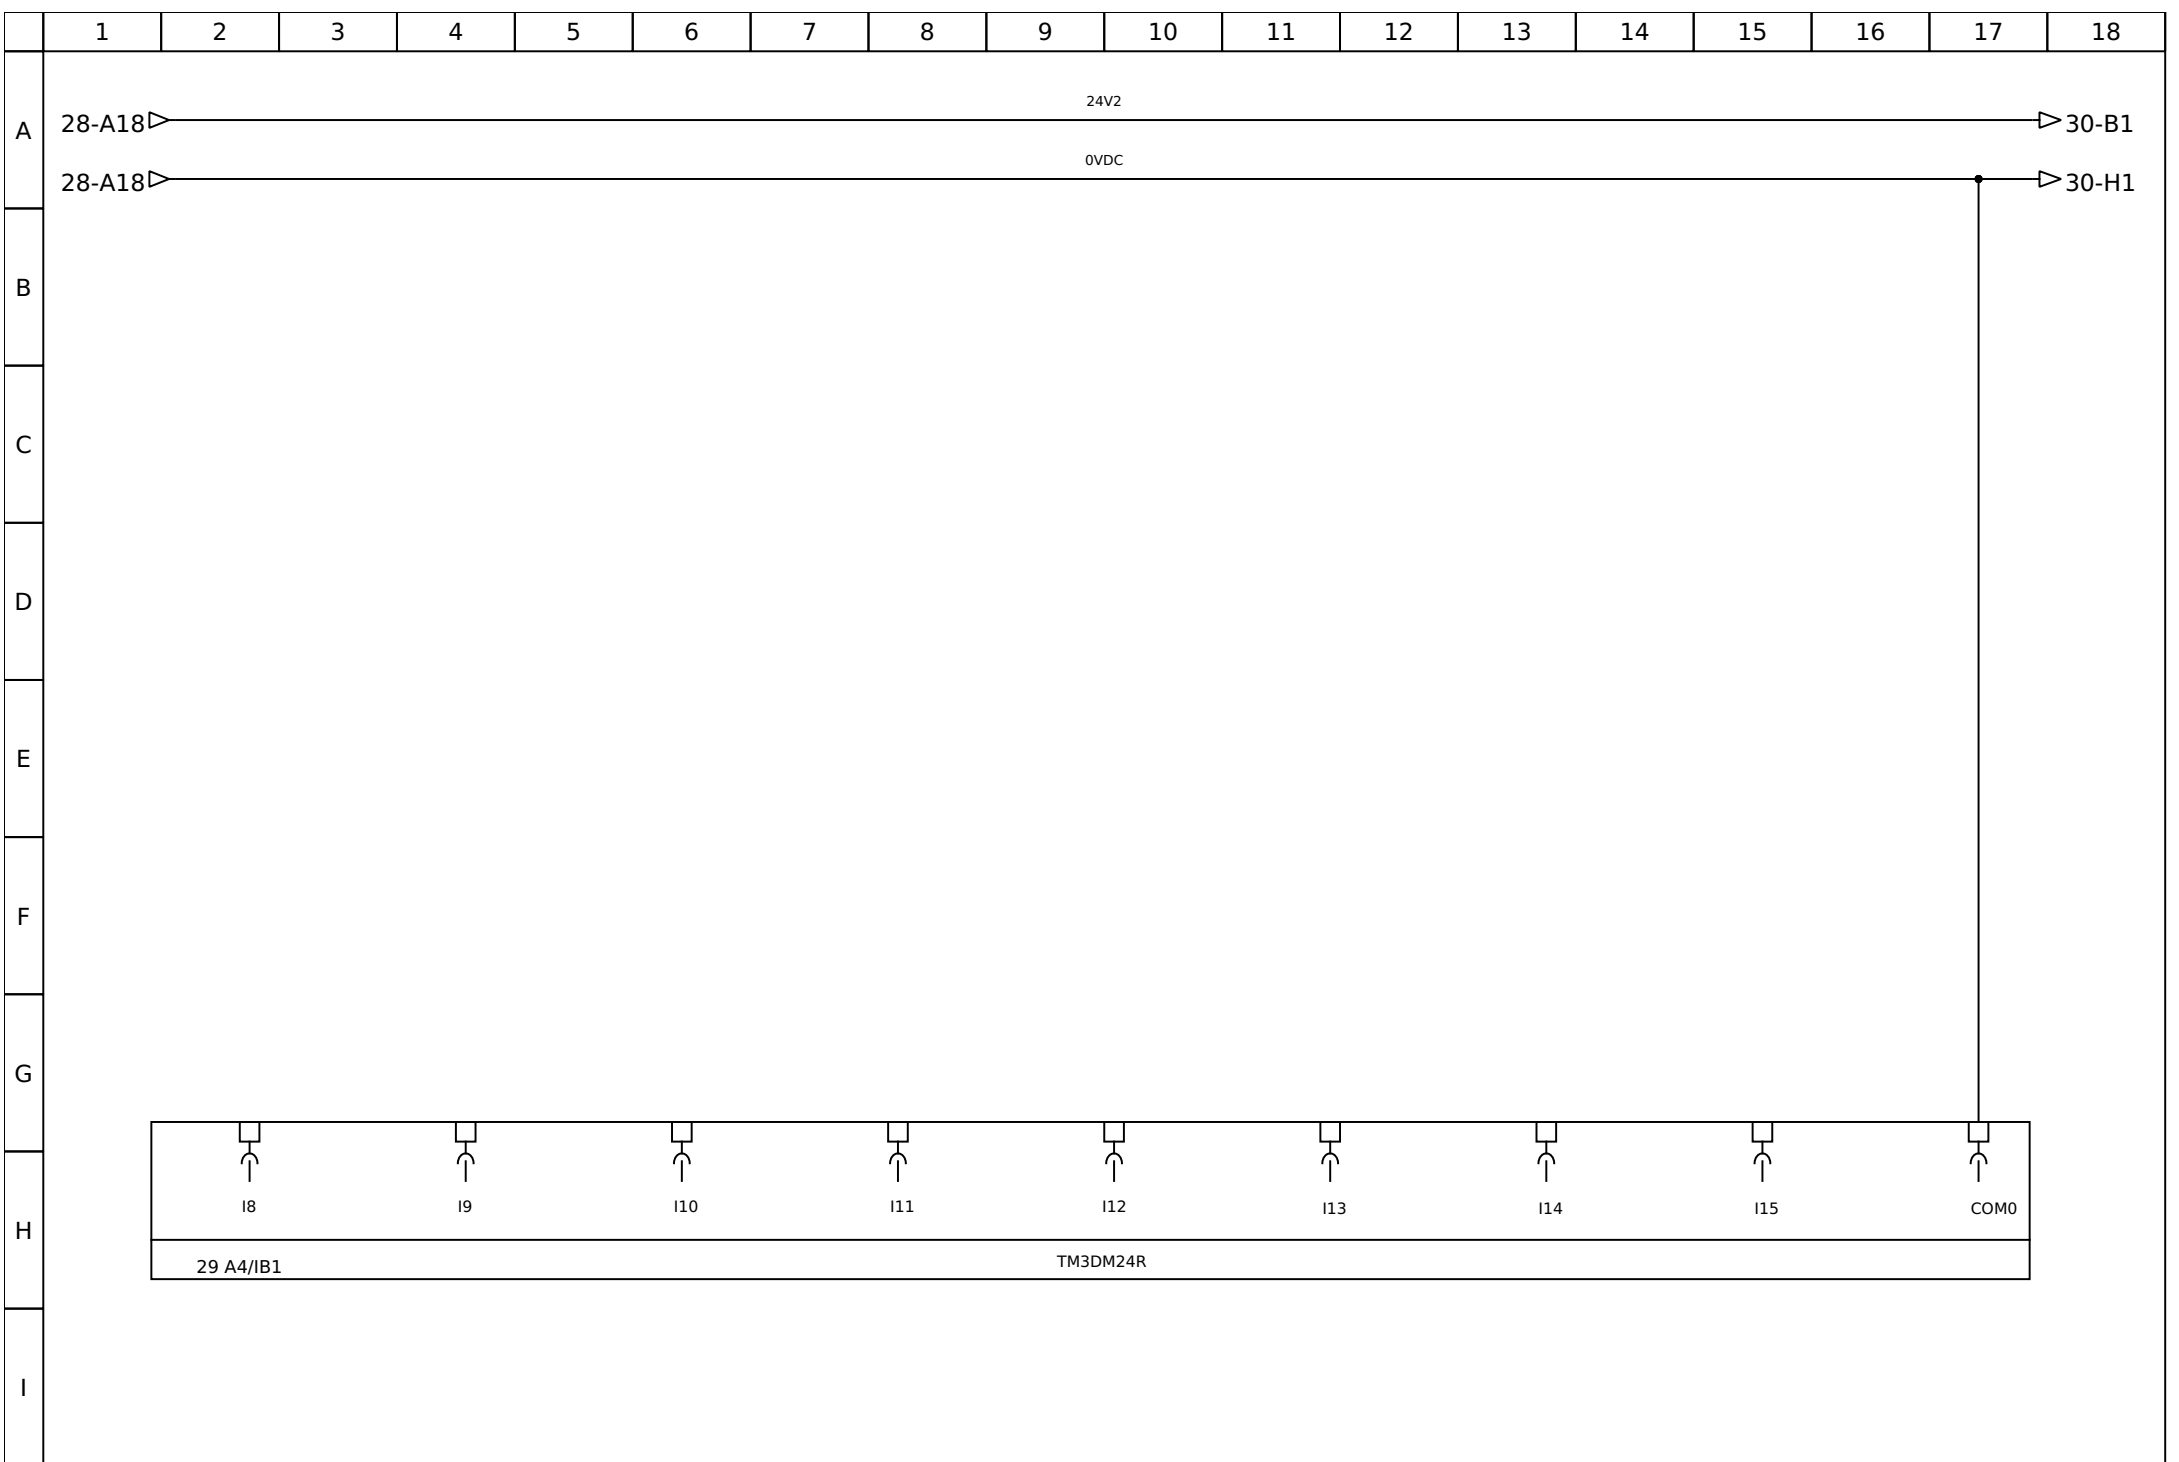 1 2 3 4 5 6 7 8 9 10 11 12 13 14 15 16 17 18
24V2
A 28-A18 30-B1
0VDC
28-A18 30-H1
B
C
D
E
F
G
I8 I9 I10 I11 I12 I13 I14 I15 COM0
H
29 A4/IB1 TM3DM24R
I